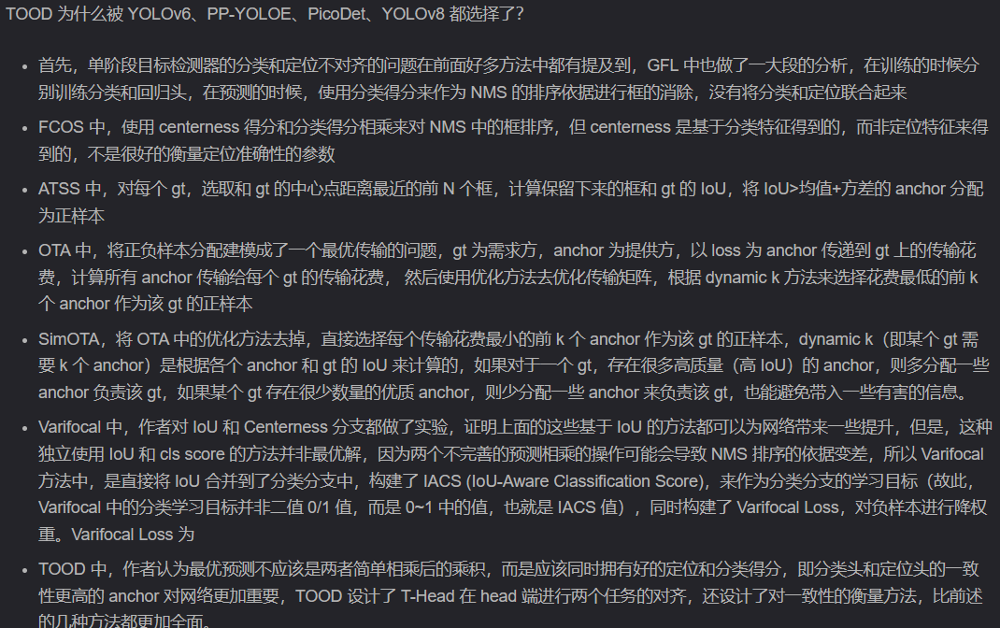 TOOD 为什么被 YOLOv6、PP-YOLOE、PicoDet、YOLOv8 都选择了?
首先，单阶段目标检测器的分类和定位不对齐的问题在前面好多方法中都有提及到，GFL 中也做了一大段的分析，在训练的时候分
别训练分类和回归头，在预测的时候，使用分类得分来作为 NMS 的排序依据进行框的消除，没有将分类和定位联合起来
FCOS 中，使用 centerness 得分和分类得分相乘来对 NMS 中的框排序，但 centerness 是基于分类特征得到的，而非定位特征来得
到的，不是很好的衡量定位准确性的参数
ATSS 中，对每个 gt，选取和 gt 的中心点距离最近的前 N 个框，计算保留下来的框和 gt 的 IoU，将 IoU>均值+方差的 anchor 分配
为正样本
OTA 中，将正负样本分配建模成了一个最优传输的问题，gt 为需求方，anchor 为提供方，以 loss 为 anchor 传递到 gt 上的传输花
费，计算所有 anchor 传输给每个 gt 的传输花费， 然后使用优化方法去优化传输矩阵，根据 dynamic k 方法来选择花费最低的前 k
个 anchor 作为该 gt 的正样本
SimOTA，将 OTA 中的优化方法去掉，直接选择每个传输花费最小的前 k 个 anchor 作为该 gt 的正样本，dynamic k（即某个 gt 需
要 k 个 anchor）是根据各个 anchor 和 gt 的 IoU 来计算的，如果对于一个 gt，存在很多高质量（高 IoU）的 anchor，则多分配一些
anchor 负责该 gt，如果某个 gt 存在很少数量的优质 anchor，则少分配一些 anchor 来负责该 gt，也能避免带入一些有害的信息。
Varifocal 中，作者对 IoU 和 Centerness 分支都做了实验，证明上面的这些基于 IoU 的方法都可以为网络带来一些提升，但是，这种
独立使用 IoU 和 cls score 的方法并非最优解，因为两个不完善的预测相乘的操作可能会导致 NMS 排序的依据变差，所以 Varifocal
方法中，是直接将 IoU 合并到了分类分支中，构建了 IACS (IoU-Aware Classification Score)，来作为分类分支的学习目标（故此，
Varifocal 中的分类学习目标并非二值 0/1 值，而是 0~1 中的值，也就是 IACS 值），同时构建了 Varifocal Loss，对负样本进行降权
重。Varifocal Loss 为
TOOD 中，作者认为最优预测不应该是两者简单相乘后的乘积，而是应该同时拥有好的定位和分类得分，即分类头和定位头的一致
性更高的 anchor 对网络更加重要，TOOD 设计了 T-Head 在 head 端进行两个任务的对齐，还设计了对一致性的衡量方法，比前述
的几种方法都更加全面。